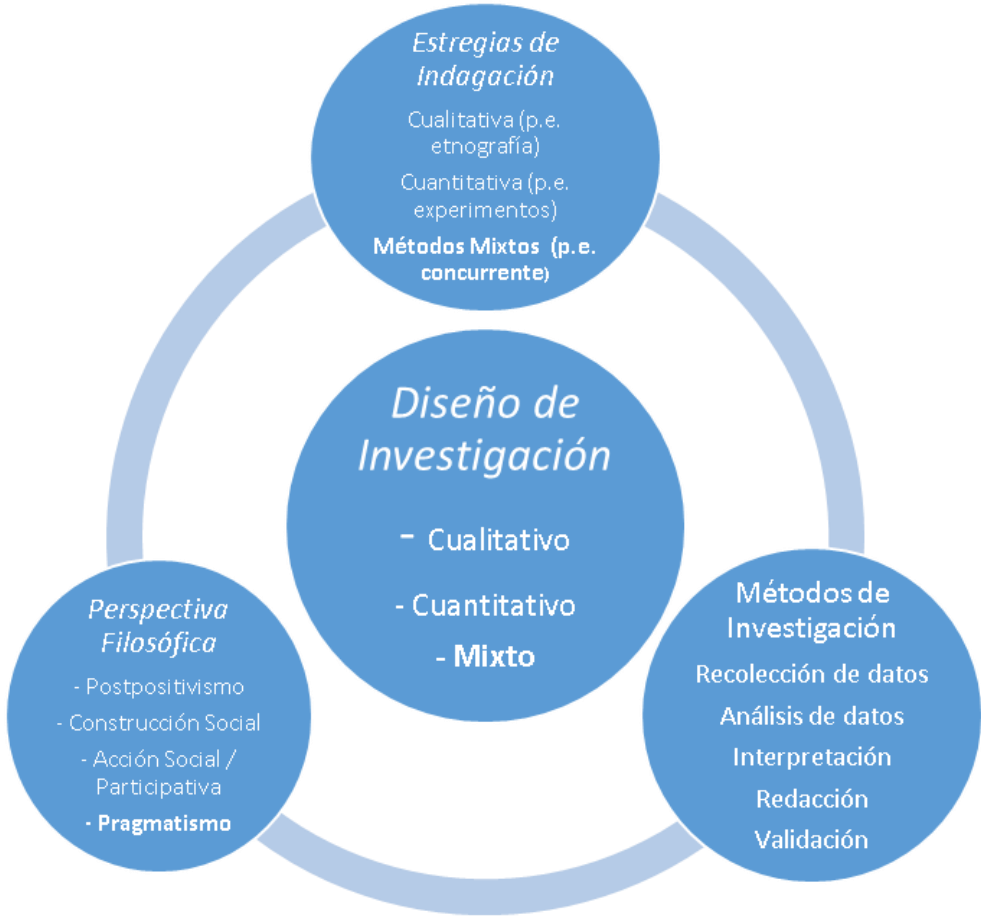 Estregias de
Indagación
Cualitativa (p.e.
etnografía)
Cuantitativa (p.e.
experimentos)
Métodos Mixtos (p.e.
concurrente)
Diseño de
Investigación
- Cualitativo
- Cuantitativo
- Mixto
Perspectiva
Filosófica
- Postpositivismo
- Construcción Social
- Acción Social /
Participativa
- Pragmatismo
Métodos de
Investigación
Recolección de datos
Análisis de datos
Interpretación
Redacción
Validación